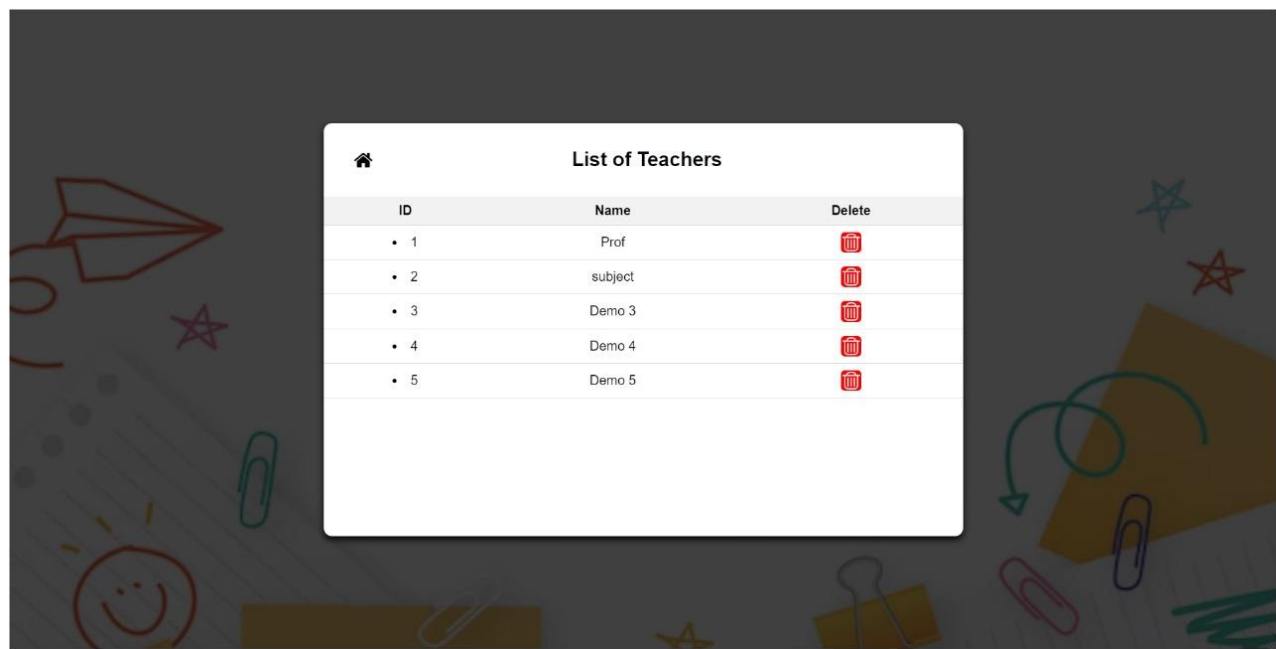 List of Teachers
ID Name Delete
• 1 Prof
• 2 subject
• 3 Demo 3
• 4 Demo 4
• 5 Demo 5